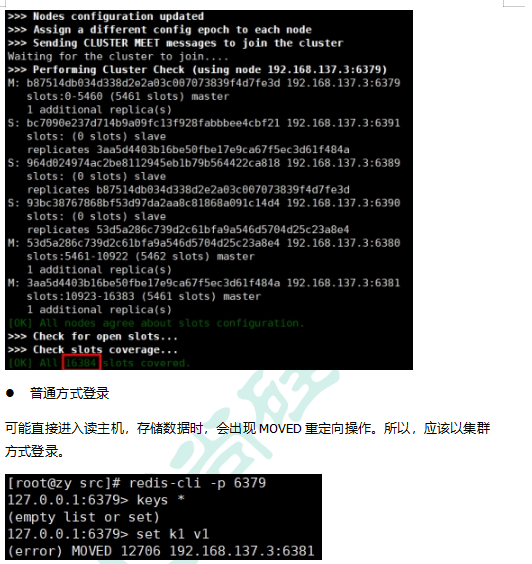 >>> Nodes configuration updated
>>> Assign a different config epoch to each node
>>> Sending CLUSTER MEET messages to join the cluster
Waiting for the cluster to join....
>>> Performing Cluster Check (using node 192.168.137.3:6379)
M: b87514db034d338d2e2a03c007073839f4d7fe3d 192.168.137.3:6379
slots:0-5460 (5461 slots) master
1 additional replica(s)
S: bc7090e237d714b9a09fc13f928fabbbee4cbf21 192.168.137.3:6391
slots: (0 slots) slave
replicates 3aa5d4403b16be50fbe17e9ca67f5ec3d61f484a
S: 964d024974ac2be8112945eb1b79b564422ca818 192.168.137.3:6389
slots: (0 slots) slave
replicates b87514db034d338d2e2a03c007073839f4d7fe3d
S: 93bc38767868bf53d97da2aa8c81868a091c14d4 192.168.137.3:6390
slots: (0 slots) slave
replicates 53d5a286c739d2c61bfa9a546d5704d25c23a8e4
M: 53d5a286c739d2c61bfa9a546d5704d25c23a8e4 192.168.137.3:6380
slots:5461-10922 (5462 slots) master
1 additional replica(s)
M: 3aa5d4403b16be50fbe17e9ca67f5ec3d61f484a 192.168.137.3:6381
slots:10923-16383 (5461 slots) master
1 additional replica(s)
[OK] All nodes agree about slots configuration.
>>> Check for open slots...
>>> Check slots coverage...
[OK] All 16384 slots covered.
● 普通方式登录
可能直接进入读主机，存储数据时，会出现 MOVED 重定向操作。所以，应该以集群
方式登录。
[root@zy src]# redis-cli -p 6379
127.0.0.1:6379> keys *
(empty list or set)
127.0.0.1:6379> set k1 v1
(error) MOVED 12706 192.168.137.3:6381